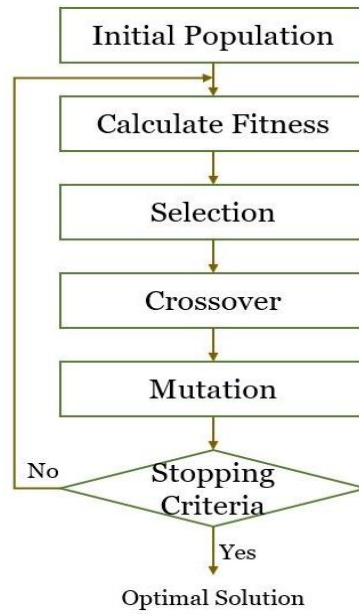 Initial Population
Calculate Fitness
Selection
Crossover
Mutation
Stopping
Criteria
No
Yes
Optimal Solution